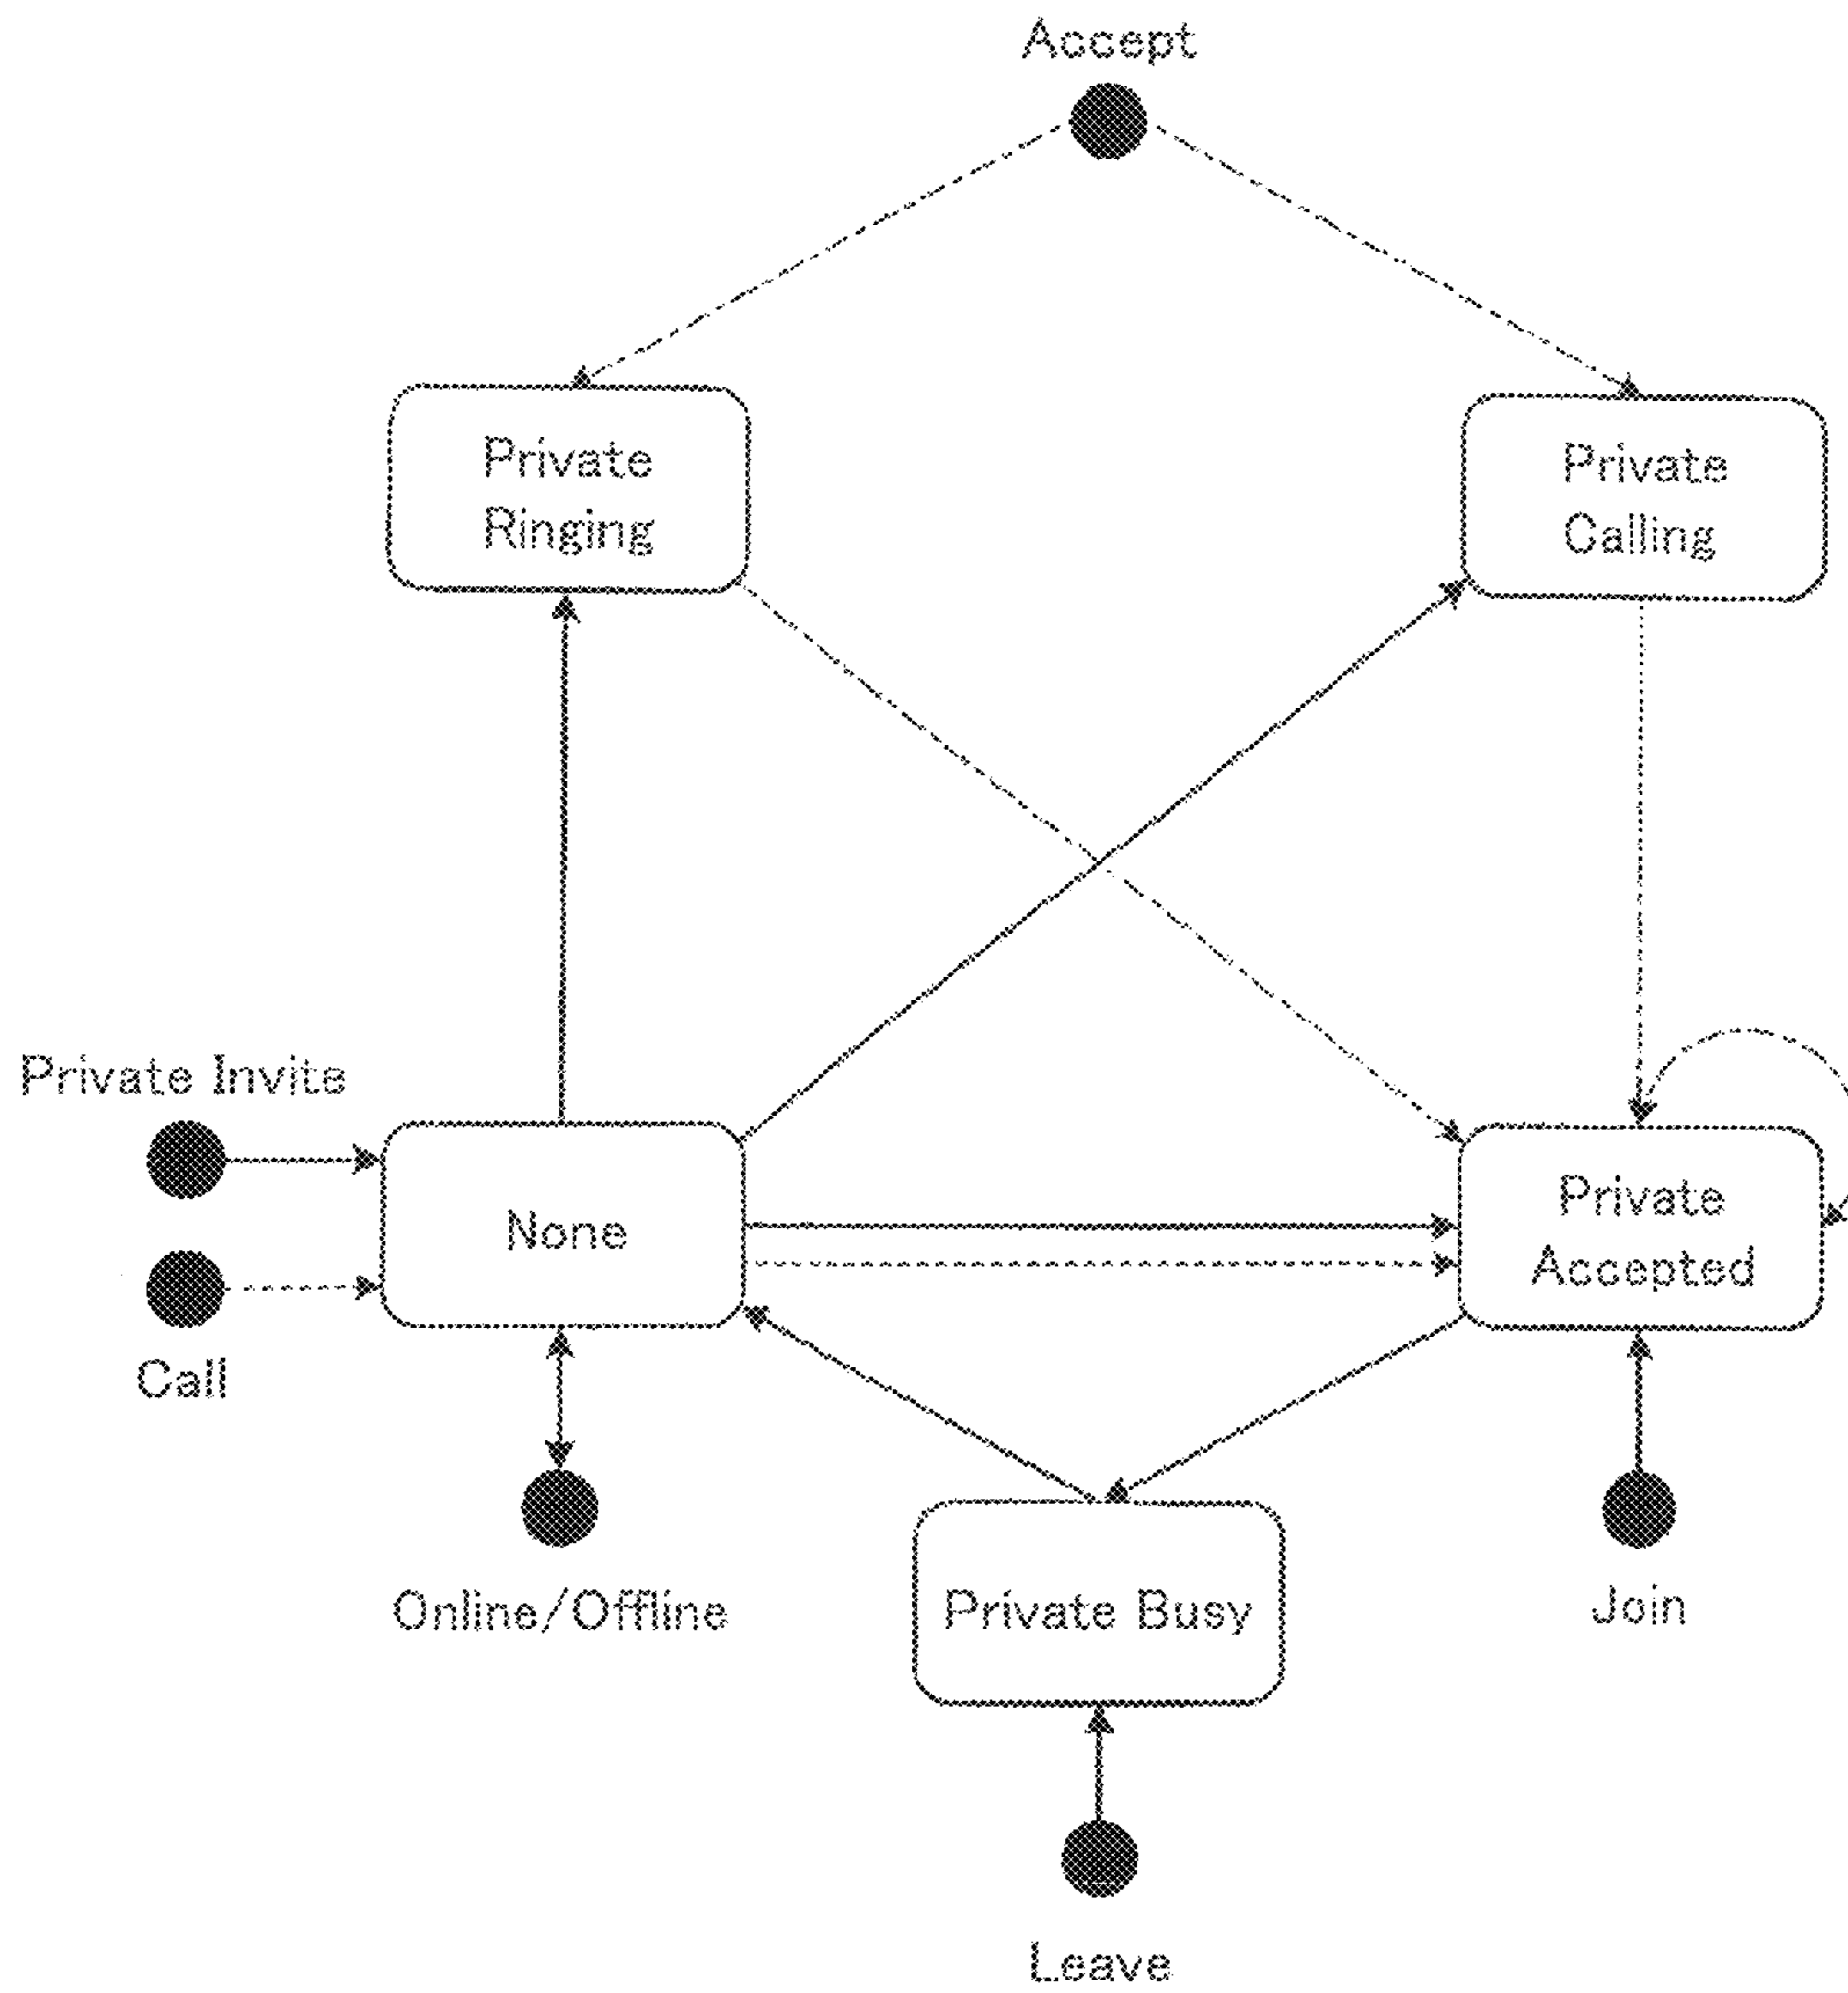 Accept
Private
Ringing
Private
Calling
Private Invite
None
Private
Accepted
Call
Online/Offline
Private Busy
Join
Leave